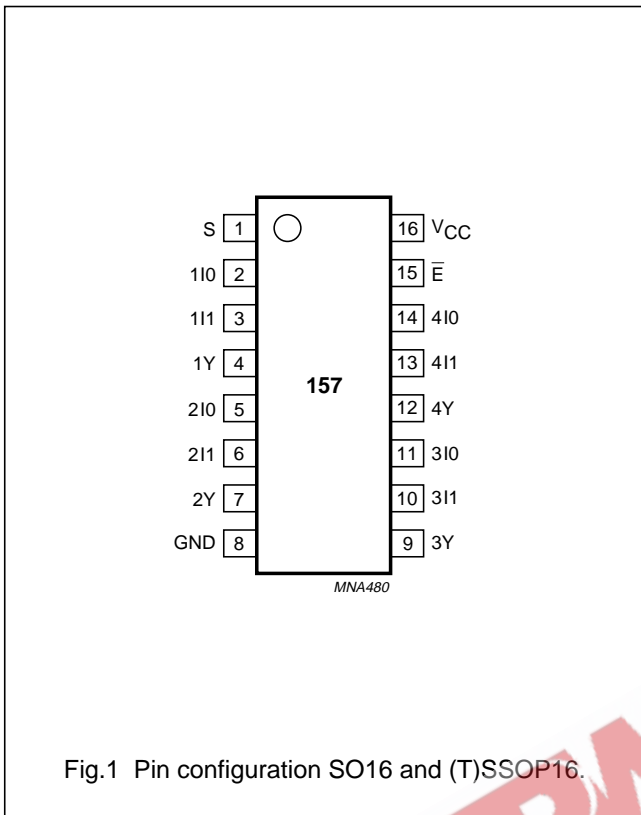 S 1 16 VCC
1I0 2 15 E̅
1I1 3 14 4I0
1Y 4 13 4I1
157
2I0 5 12 4Y
2I1 6 11 3I0
2Y 7 10 3I1
GND 8 9 3Y
MNA480
Fig.1 Pin configuration SO16 and (T)SSOP16.